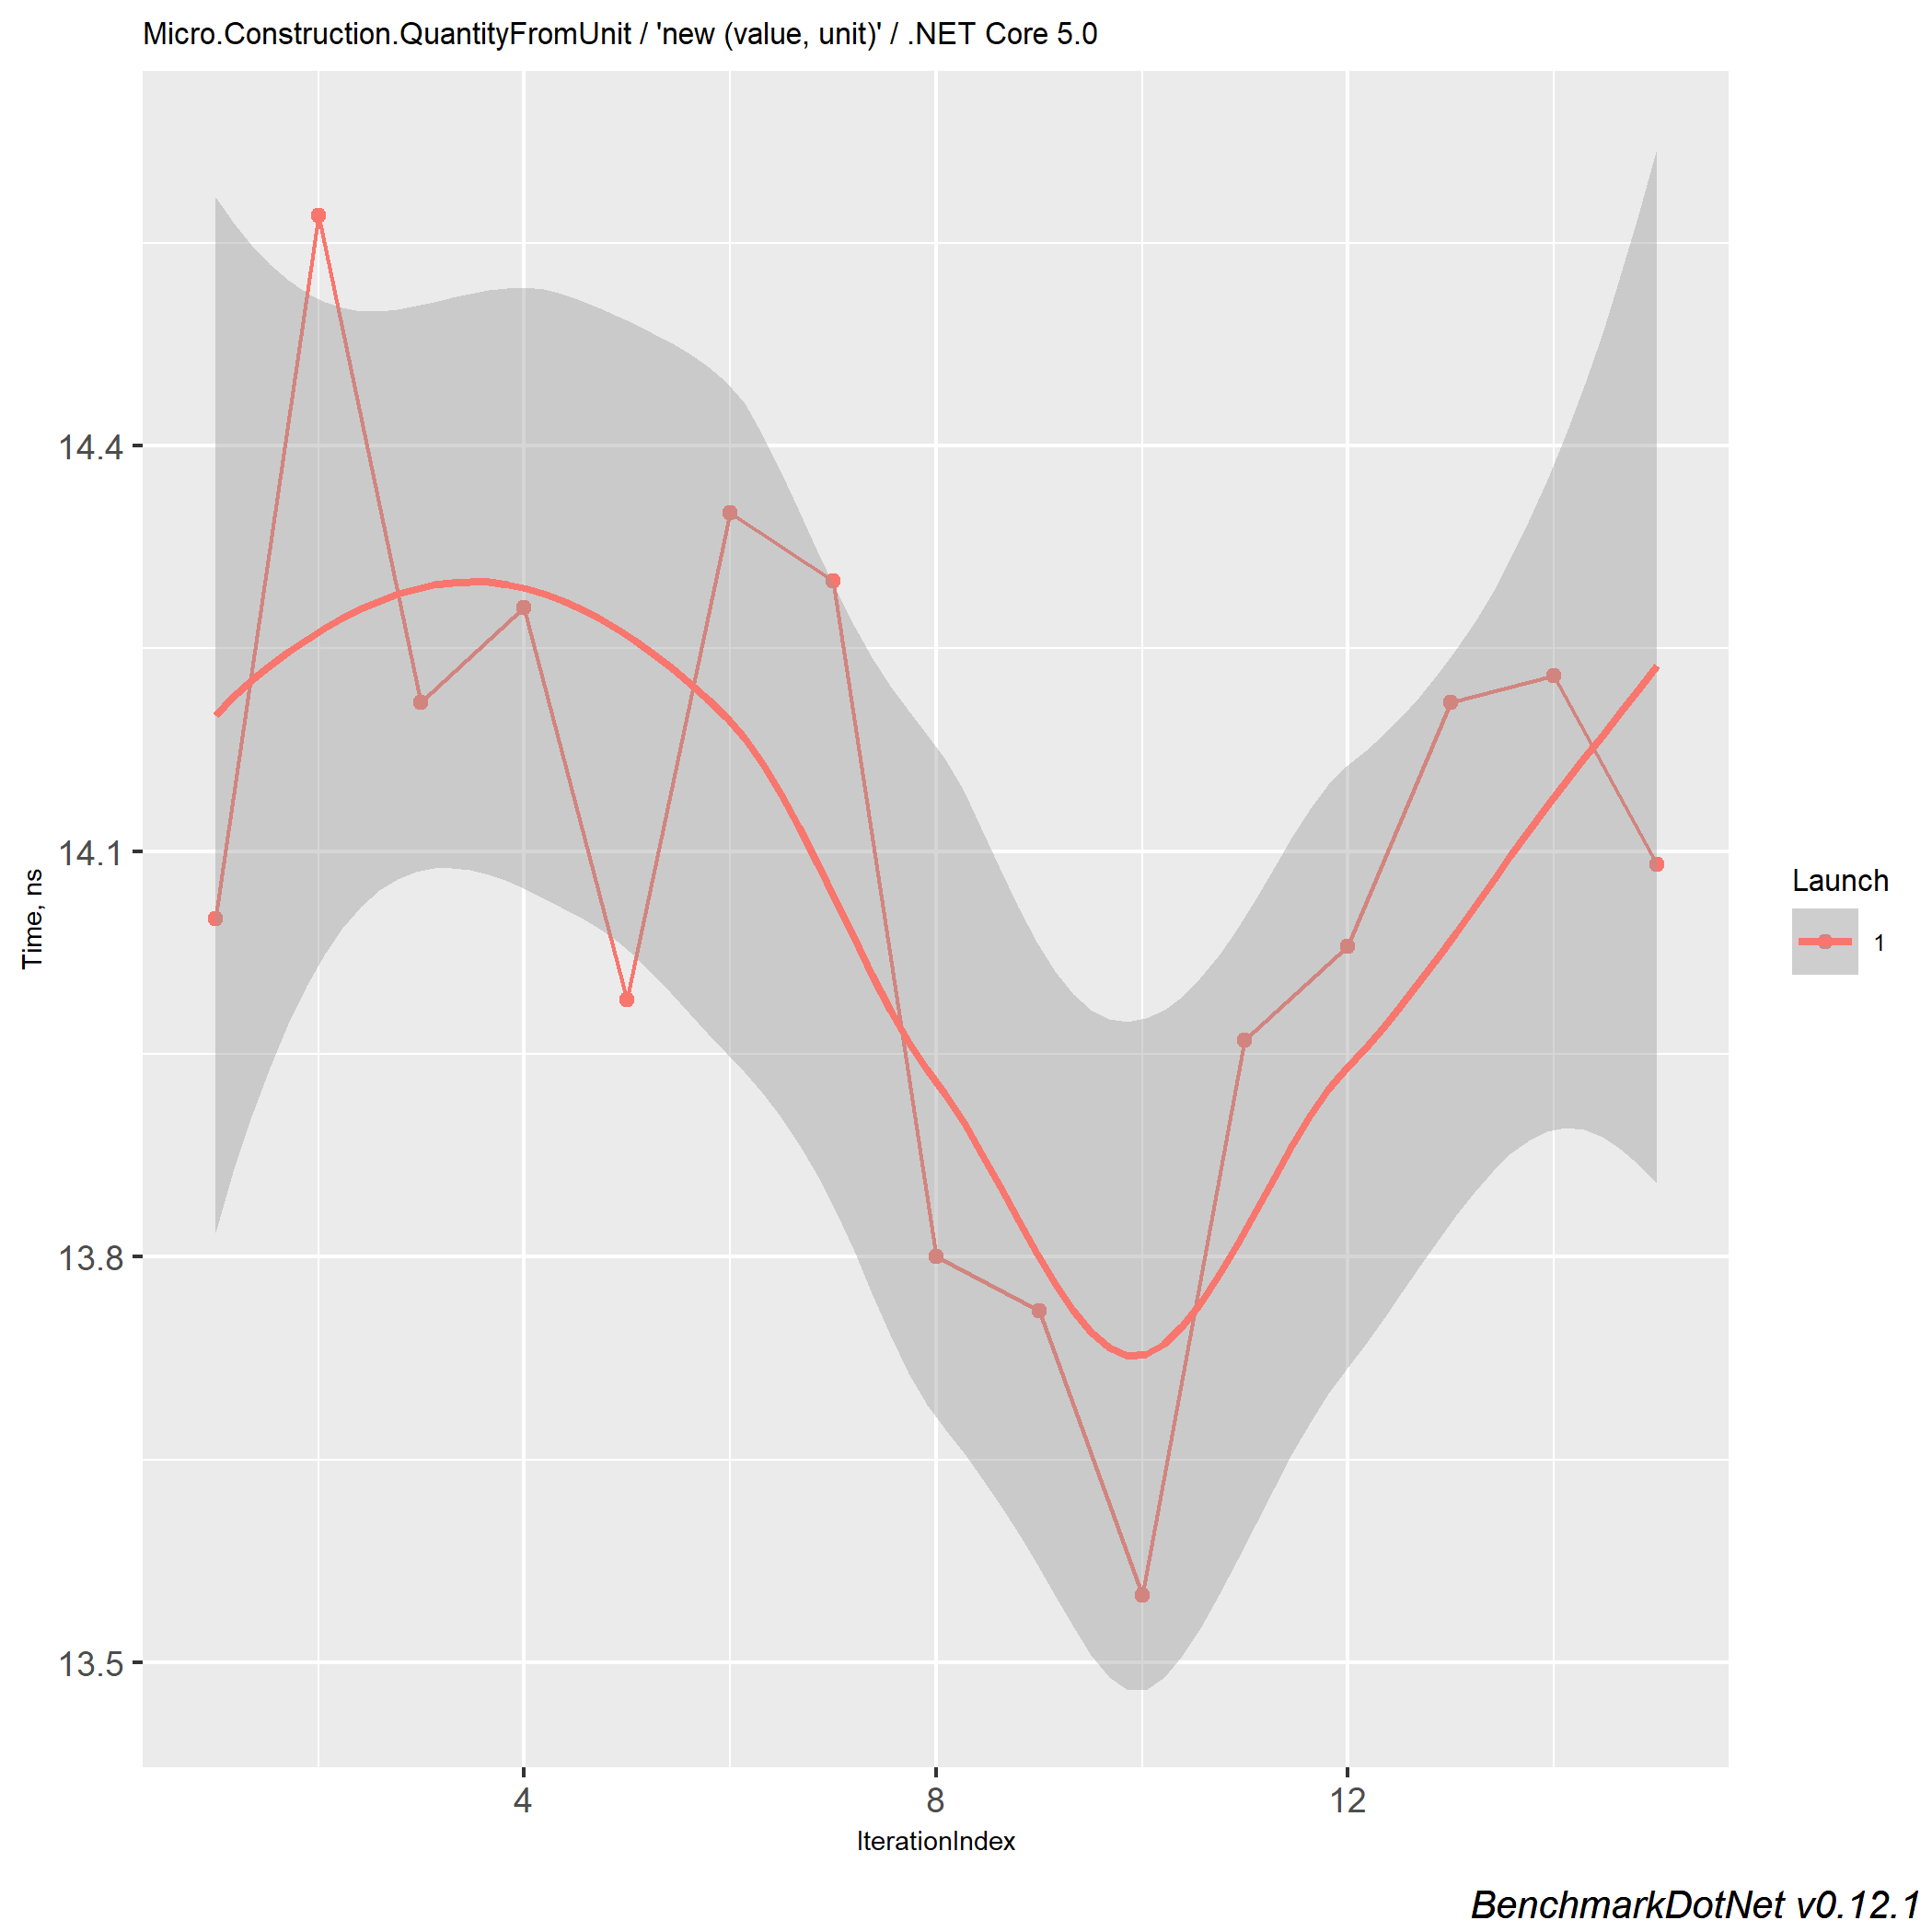 Micro.Construction.QuantityFromUnit / 'new (value, unit)' / .NET Core 5.0
14.4
14.1
13.8
13.5
Time, ns
4 8 12
IterationIndex
Launch
1
BenchmarkDotNet v0.12.1